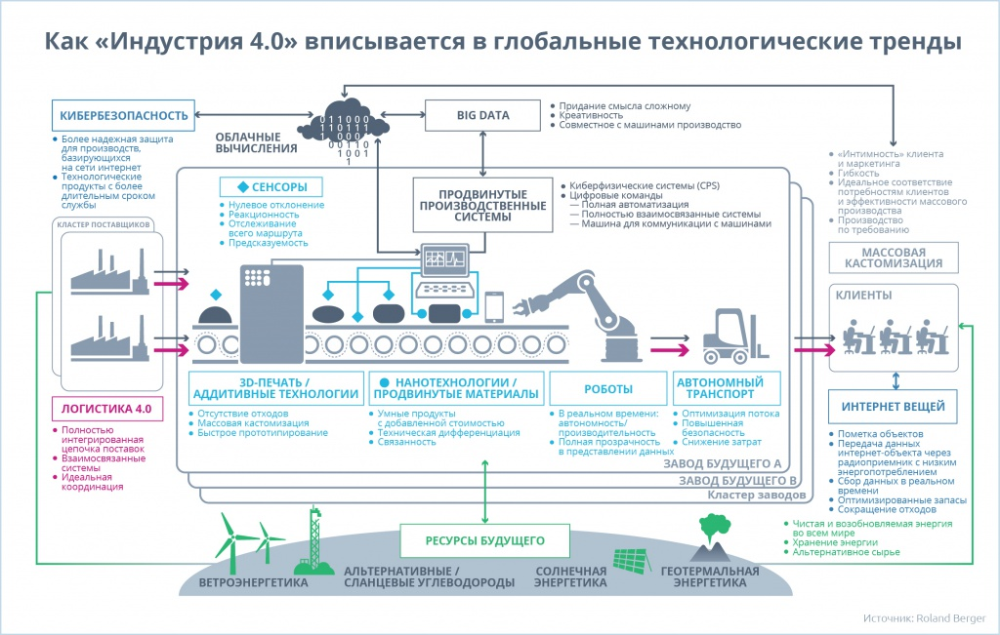 Как «Индустрия 4.0» вписывается в глобальные технологические тренды
КИБЕРБЕЗОПАСНОСТЬ
Более надежная защита
для производств,
базирующихся
на сети интернет
Технологические
продукты с более
длительным сроком
службы
011000
110
0110
1001
1
ОБЛАЧНЫЕ
ВЫЧИСЛЕНИЯ
BIG DATA
Придание смысла сложному
Креативность
Совместное с машинами производство
«Интимность» клиента
и маркетинга
Гибкость
Идеальное соответствие
потребностям клиентов
и эффективности массового
производства
Производство
по требованию
МАССОВАЯ
КАСТОМИЗАЦИЯ
КЛИЕНТЫ
СЕНСОРЫ
Нулевое отклонение
Реакционность
Отслеживание
всего маршрута
Предсказуемость
ПРОДВИНУТЫЕ
ПРОИЗВОДСТВЕННЫЕ
СИСТЕМЫ
Киберфизические системы (CPS)
Цифровые команды
— Полная автоматизация
— Полностью взаимосвязанные системы
— Машина для коммуникации с машинами
КЛАСТЕР ПОСТАВЩИКОВ
ЛОГИСТИКА 4.0
Полностью
интегрированная
цепочка поставок
Взаимосвязанные
системы
Идеальная
координация
3D-ПЕЧАТЬ /
АДДИТИВНЫЕ ТЕХНОЛОГИИ
Отсутствие отходов
Массовая кастомизация
Быстрое прототипирование
НАНОТЕХНОЛОГИИ /
ПРОДВИНУТЫЕ МАТЕРИАЛЫ
Умные продукты
с добавленной стоимостью
Техническая дифференциация
Связанность
РОБОТЫ
В реальном времени:
автономность/
производительность
Полная прозрачность
в представлении данных
АВТОНОМНЫЙ
ТРАНСПОРТ
Оптимизация потока
Повышенная
безопасность
Снижение затрат
ЗАВОД БУДУЩЕГО А
ЗАВОД БУДУЩЕГО В
Кластер заводов
ИНТЕРНЕТ ВЕЩЕЙ
Пометка объектов
Передача данных
интернет-объекта через
радиоприемник с низким
энергопотреблением
Сбор данных в реальном
времени
Оптимизированные запасы
Сокращение отходов
РЕСУРСЫ БУДУЩЕГО
Чистая и возобновляемая энергия
во всем мире
Хранение энергии
Альтернативное сырье
ВЕТРОЭНЕРГЕТИКА
АЛЬТЕРНАТИВНЫЕ /
СЛАНЦЕВЫЕ УГЛЕВОДОРОДЫ
СОЛНЕЧНАЯ
ЭНЕРГЕТИКА
ГЕОТЕРМАЛЬНАЯ
ЭНЕРГЕТИКА
Источник: Roland Berger